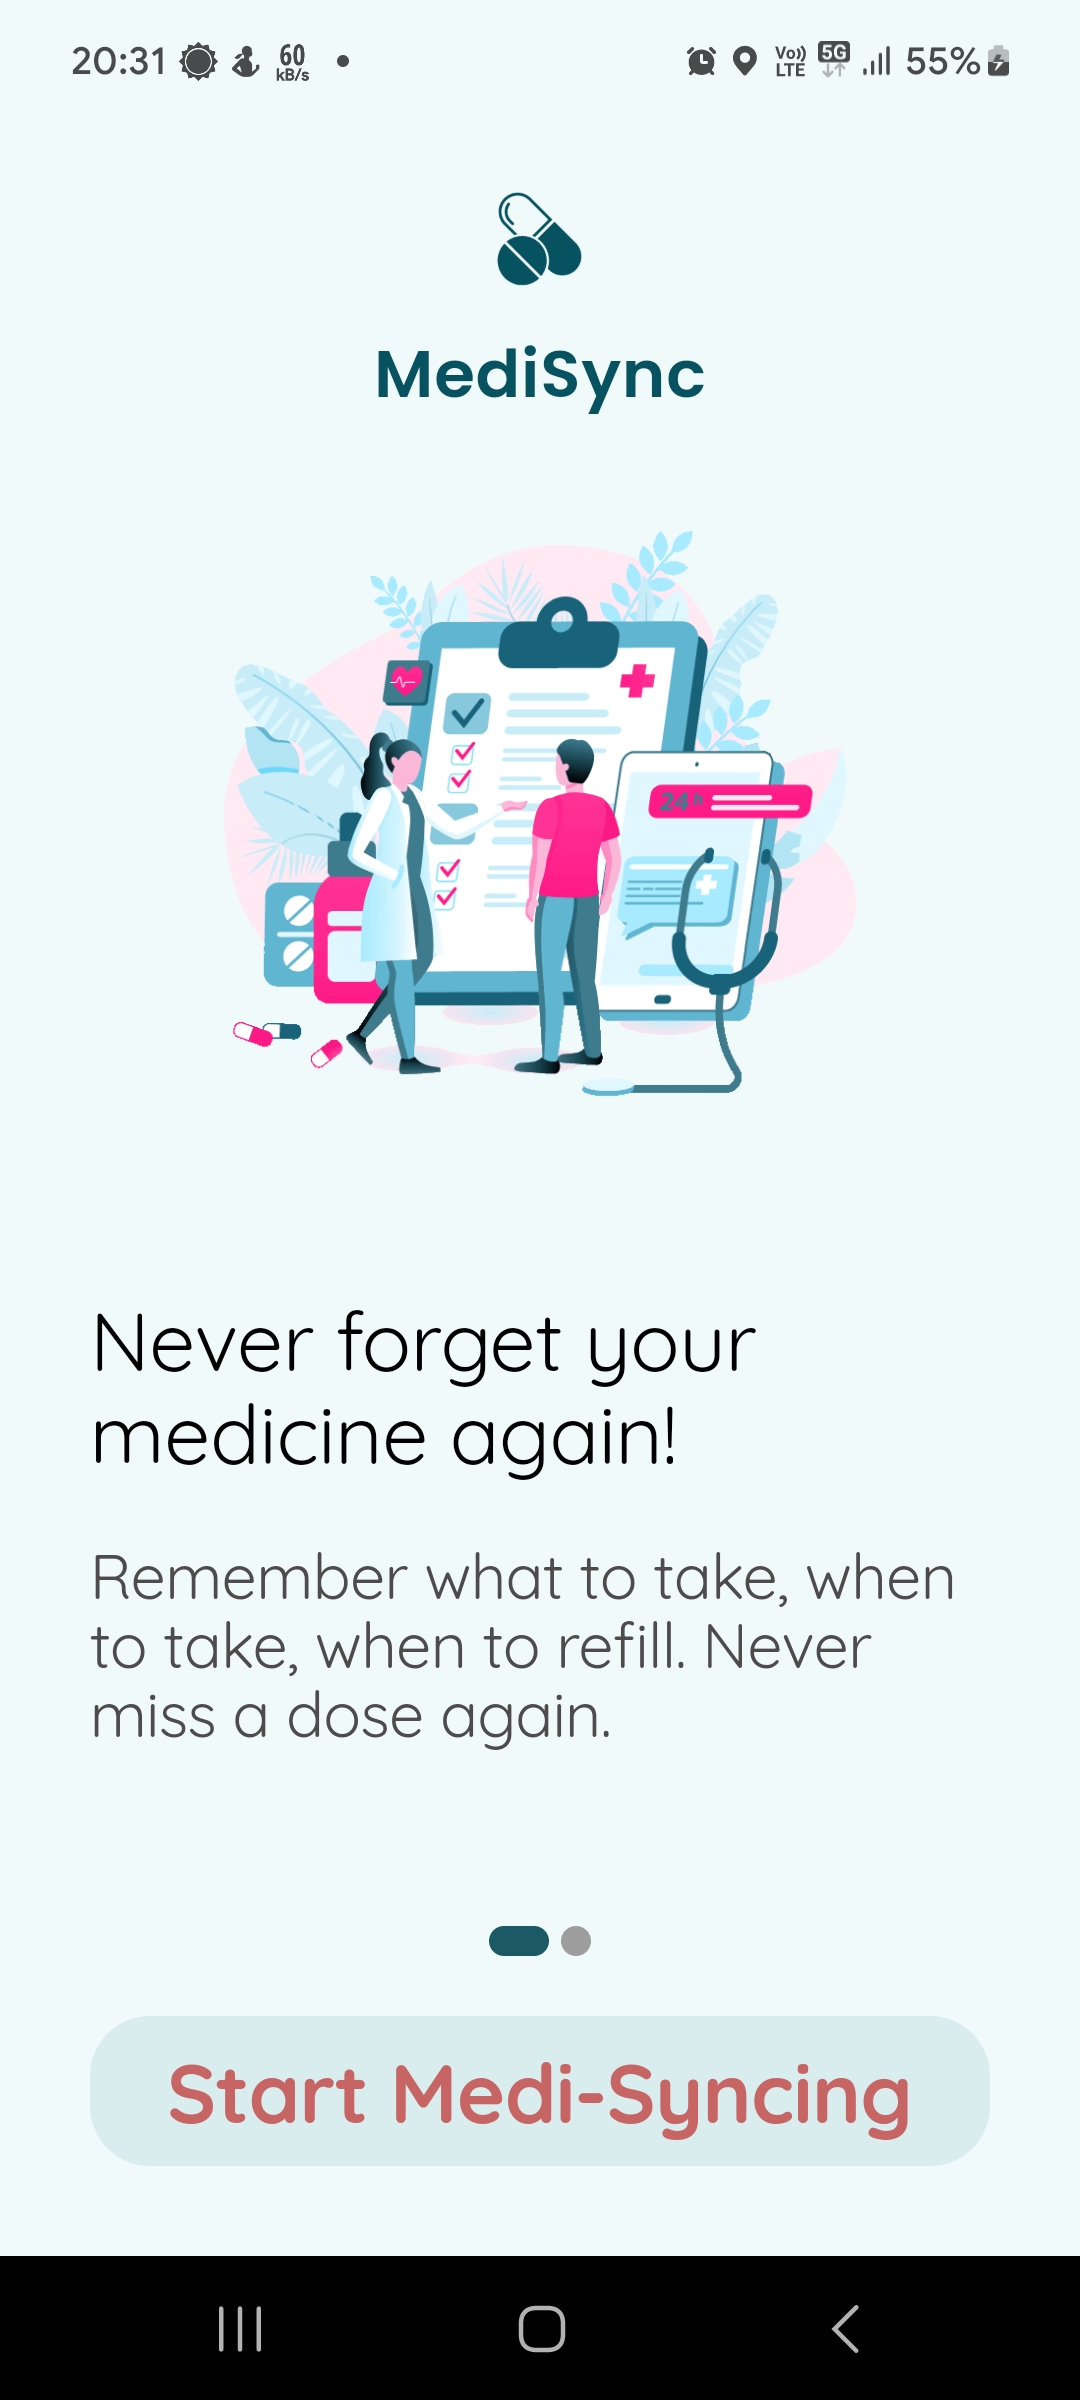 20:31 60 kB/s Vo)) LTE 5G 55%
MediSync
24h
Never forget your
medicine again!
Remember what to take, when
to take, when to refill. Never
miss a dose again.
Start Medi-Syncing